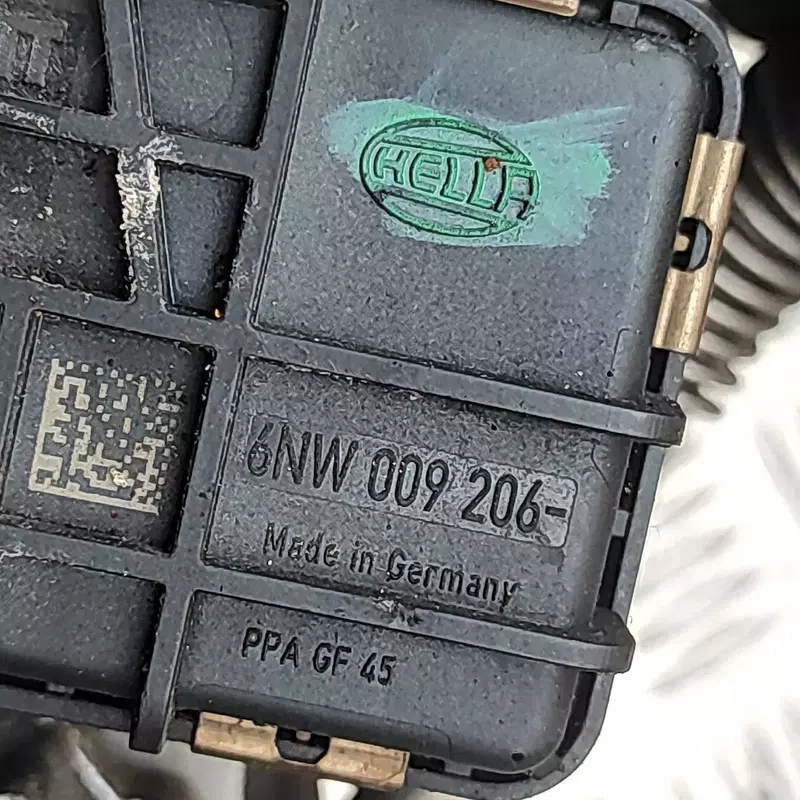 HELLA
6NW 009 206-
Made in Germany
PPA GF 45